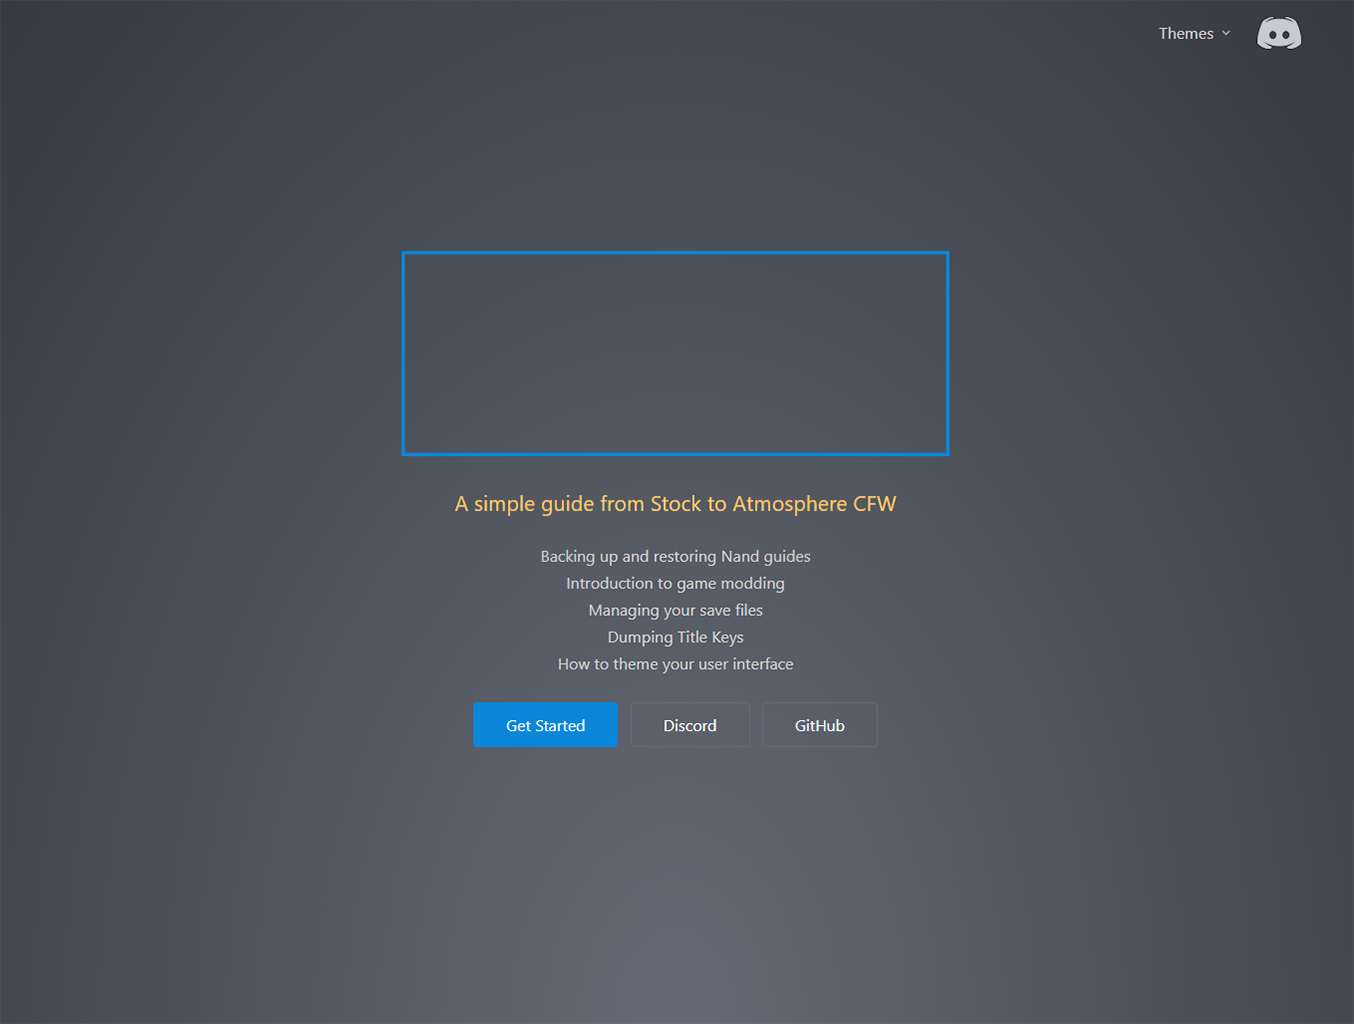 Themes
A simple guide from Stock to Atmosphere CFW
Backing up and restoring Nand guides
Introduction to game modding
Managing your save files
Dumping Title Keys
How to theme your user interface
Get Started
Discord
GitHub